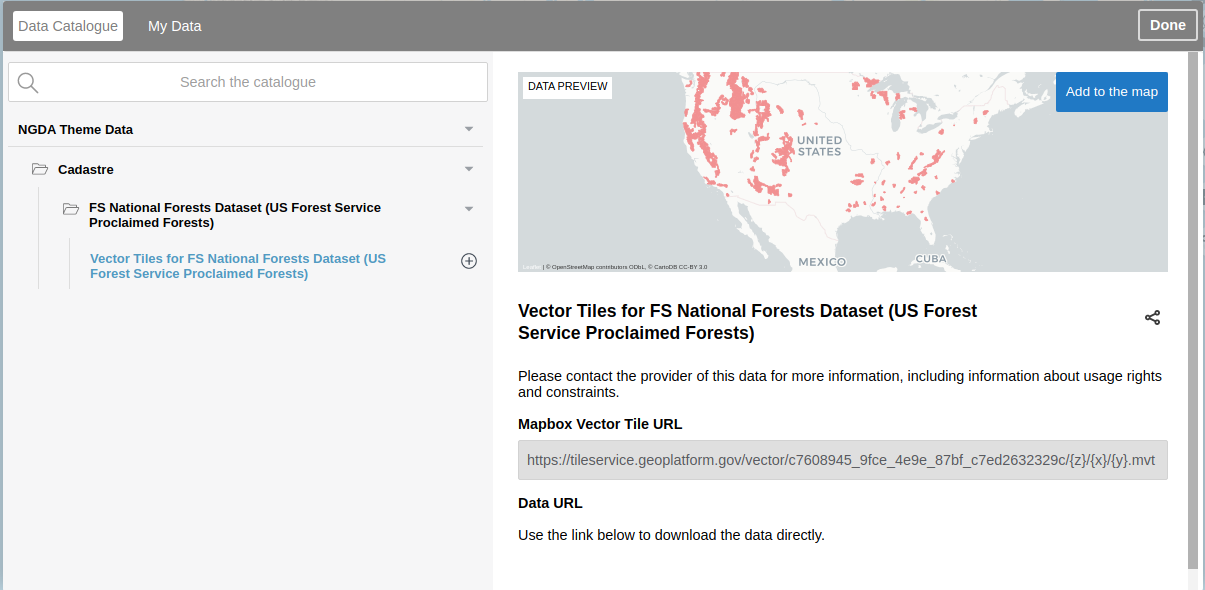 Data Catalogue
My Data
Done
Search the catalogue
NGDA Theme Data
Cadastre
FS National Forests Dataset (US Forest
Service Proclaimed Forests)
Vector Tiles for FS National Forests Dataset (US
Forest Service Proclaimed Forests)
DATA PREVIEW
Add to the map
UNITED
STATES
MEXICO
CUBA
Leaflet | © OpenStreetMap contributors ODbL, © CartoDB CC-BY 3.0
Vector Tiles for FS National Forests Dataset (US Forest
Service Proclaimed Forests)
Please contact the provider of this data for more information, including information about usage rights
and constraints.
Mapbox Vector Tile URL
https://tileservice.geoplatform.gov/vector/c7608945_9fce_4e9e_87bf_c7ed2632329c/{z}/{x}/{y}.mvt
Data URL
Use the link below to download the data directly.